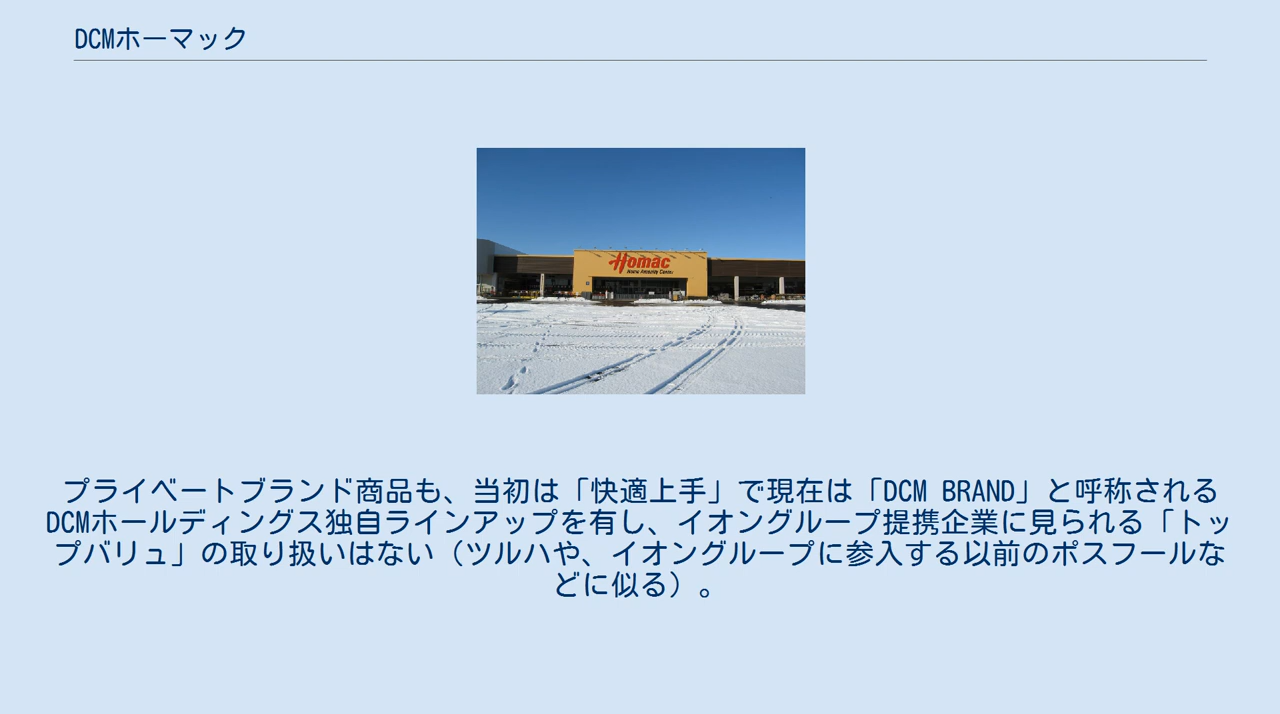 DCMホーマック
Homac
Home Amenity Center
プライベートブランド商品も、当初は「快適上手」で現在は「DCM BRAND」と呼称される
DCMホールディングス独自ラインアップを有し、イオングループ提携企業に見られる「トッ
プバリュ」の取り扱いはない（ツルハや、イオングループに参入する以前のポスフールな
どに似る）。